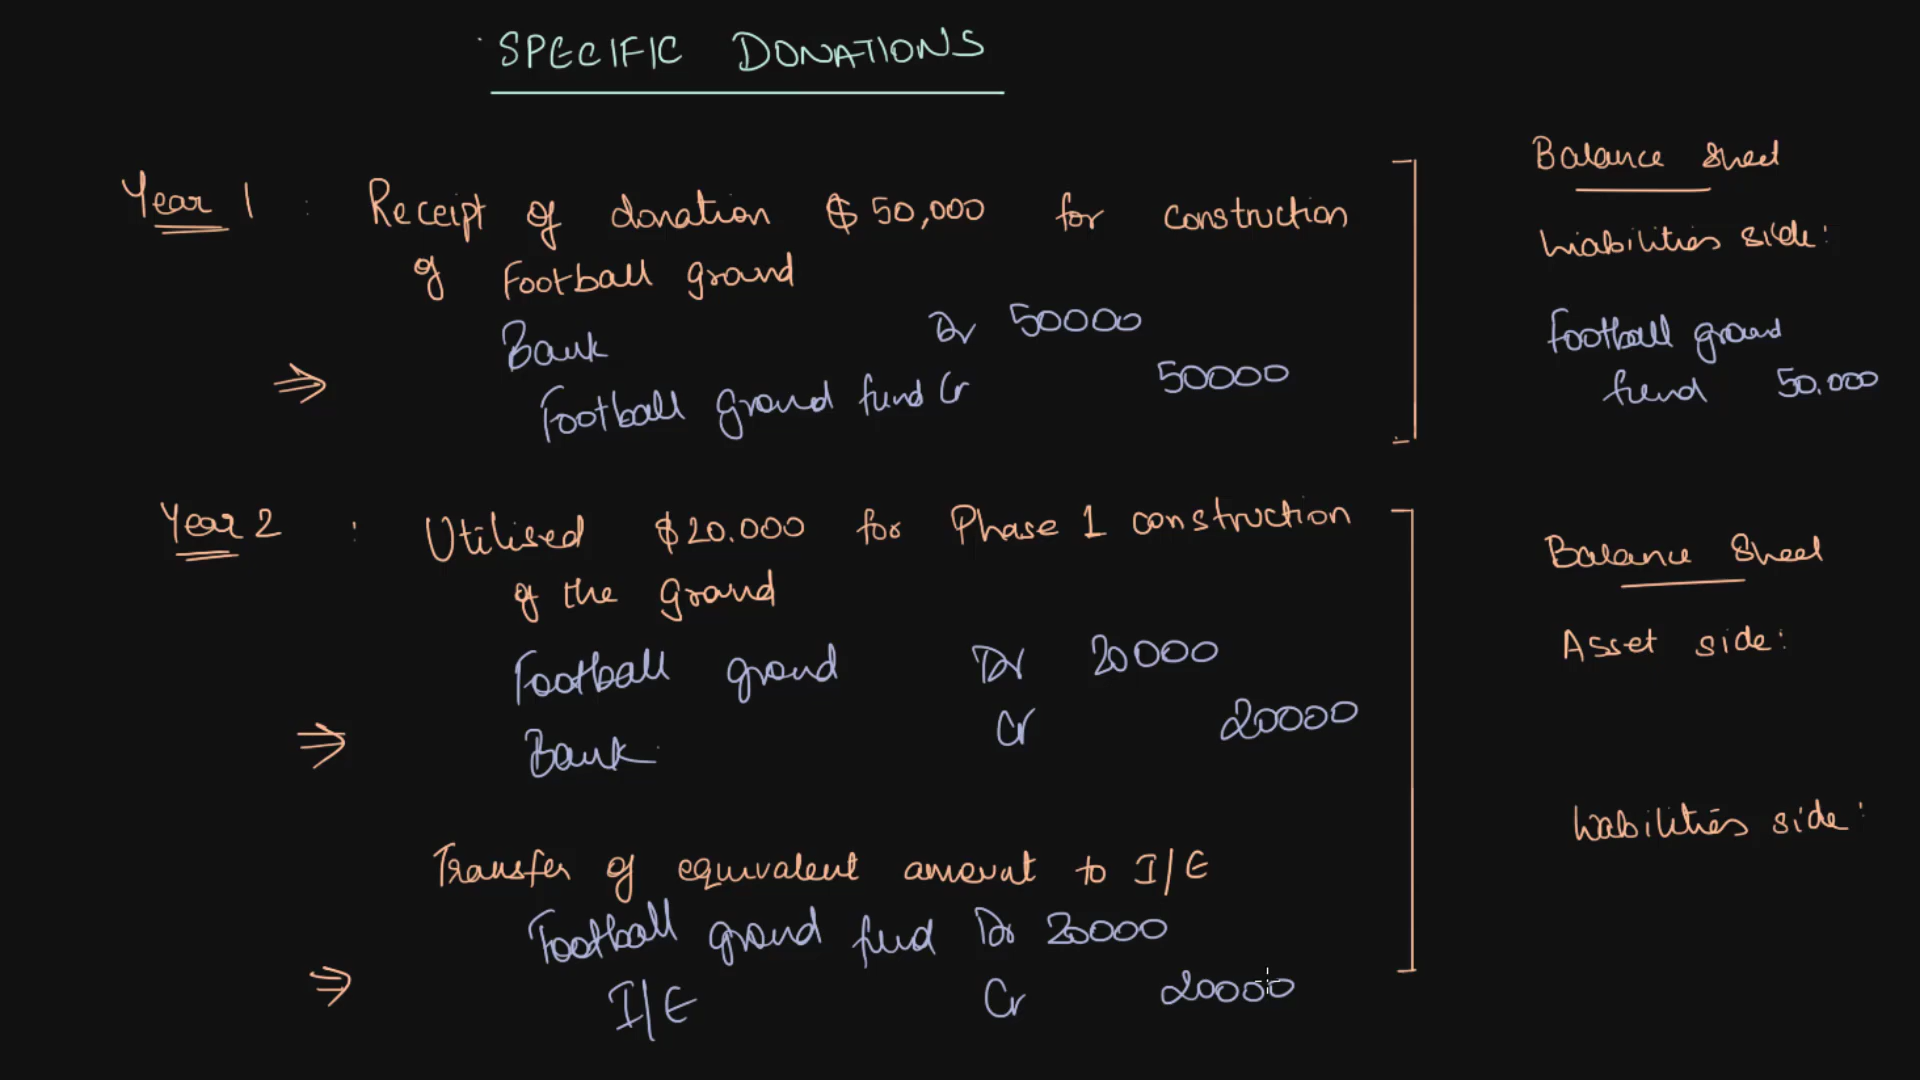 SPECIFIC DONATIONS
Year 1 : Receipt of donation $ 50,000 for construction
of Football ground
Bank Dr 50000
Football ground fund Cr 50000
Balance Sheet
Liabilities side:
Football ground
fund 50.000
Year 2 : Utilised $20.000 for Phase 1 construction
of the ground
Football ground Dr 20000
Bank Cr 20000
Transfer of equivalent amount to I/E
Football ground fund Dr 20000
I/E Cr 20000
Balance Sheet
Asset side:
Liabilities side: